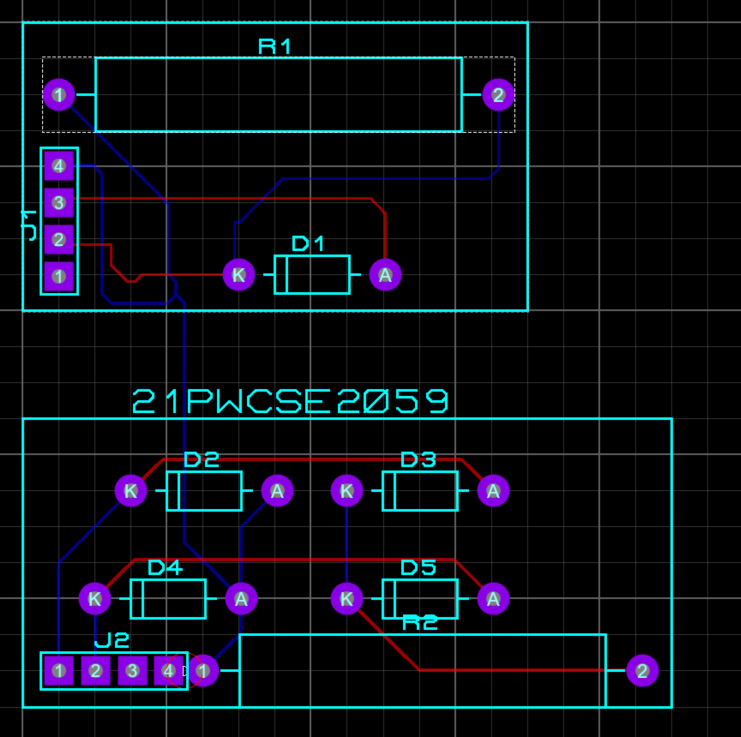 R1
1 2
4
3
J1
2
1
D1
K A
21PWCSE2059
D2 D3
K A K A
D4 D5
K A K A
R2
J2
1 2 3 4 1 2